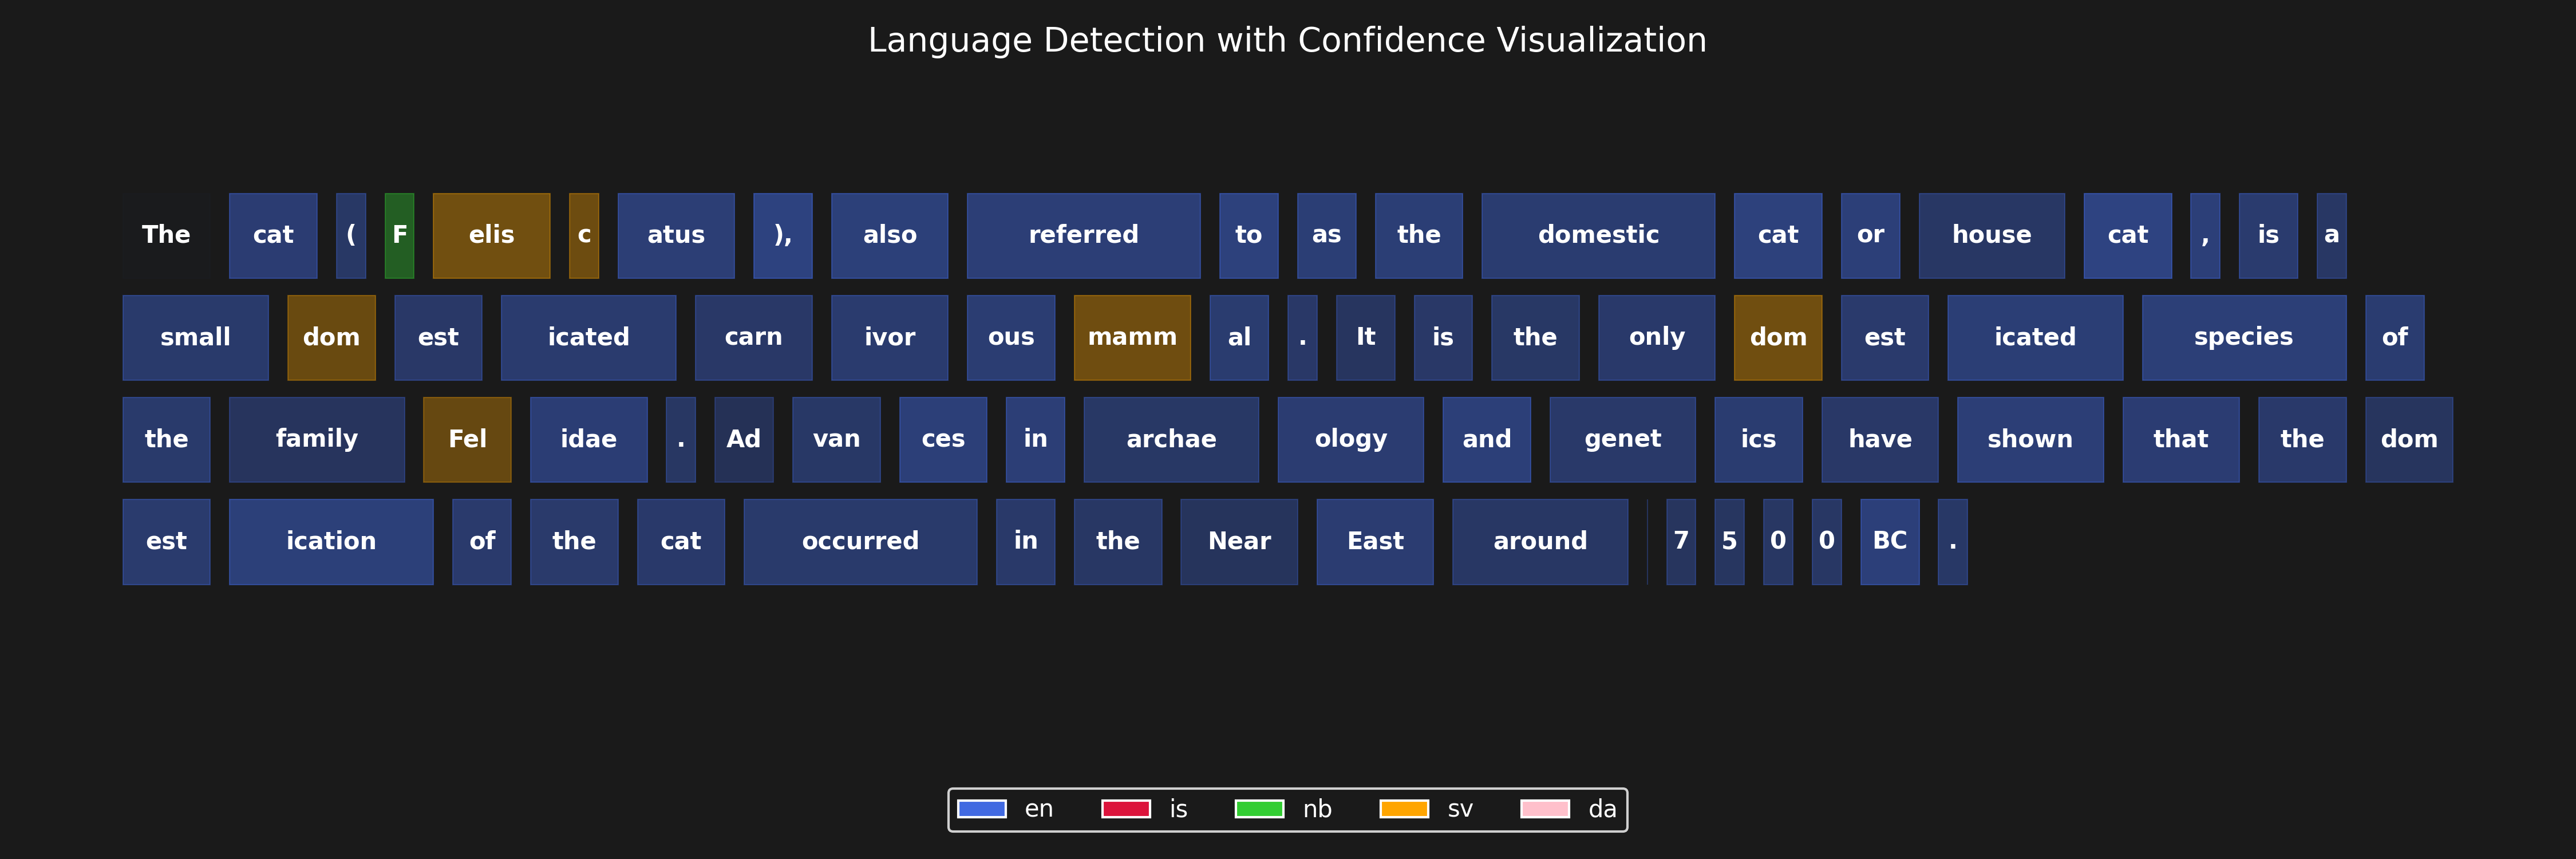 Language Detection with Confidence Visualization
The cat ( F elis c atus ), also referred to as the domestic cat or house cat , is a
small dom est icated carn ivor ous mamm al . It is the only dom est icated species of
the family Fel idae . Ad van ces in archae ology and genet ics have shown that the dom
est ication of the cat occurred in the Near East around 7 5 0 0 BC .
en is nb sv da